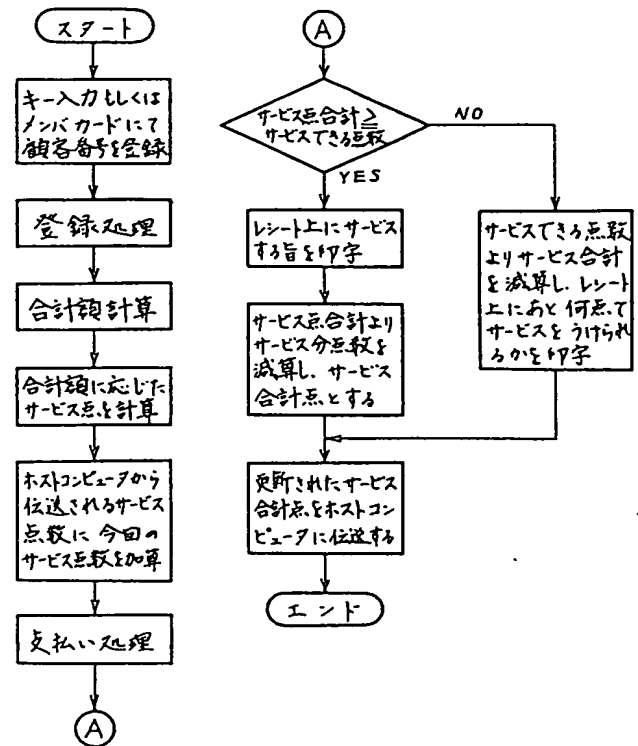 スタート
キー入力もしくは
メンバカードにて
顧客番号を登録
登録処理
合計額計算
合計額に応じた
サービス点を計算
ホストコンピュータから
伝送されるサービス
点数に今回の
サービス点数を加算
支払い処理
A
A
サービス点合計≧
サービスできる点数
NO
YES
レシート上にサービス
する旨を印字
サービス点合計より
サービス分点数を
減算し、サービス
合計点とする
サービスできる点数
よりサービス合計
を減算し、レシート
上にあと何点で
サービスをうけられ
るかを印字
更新されたサービス
合計点をホストコン
ピュータに伝送する
エンド